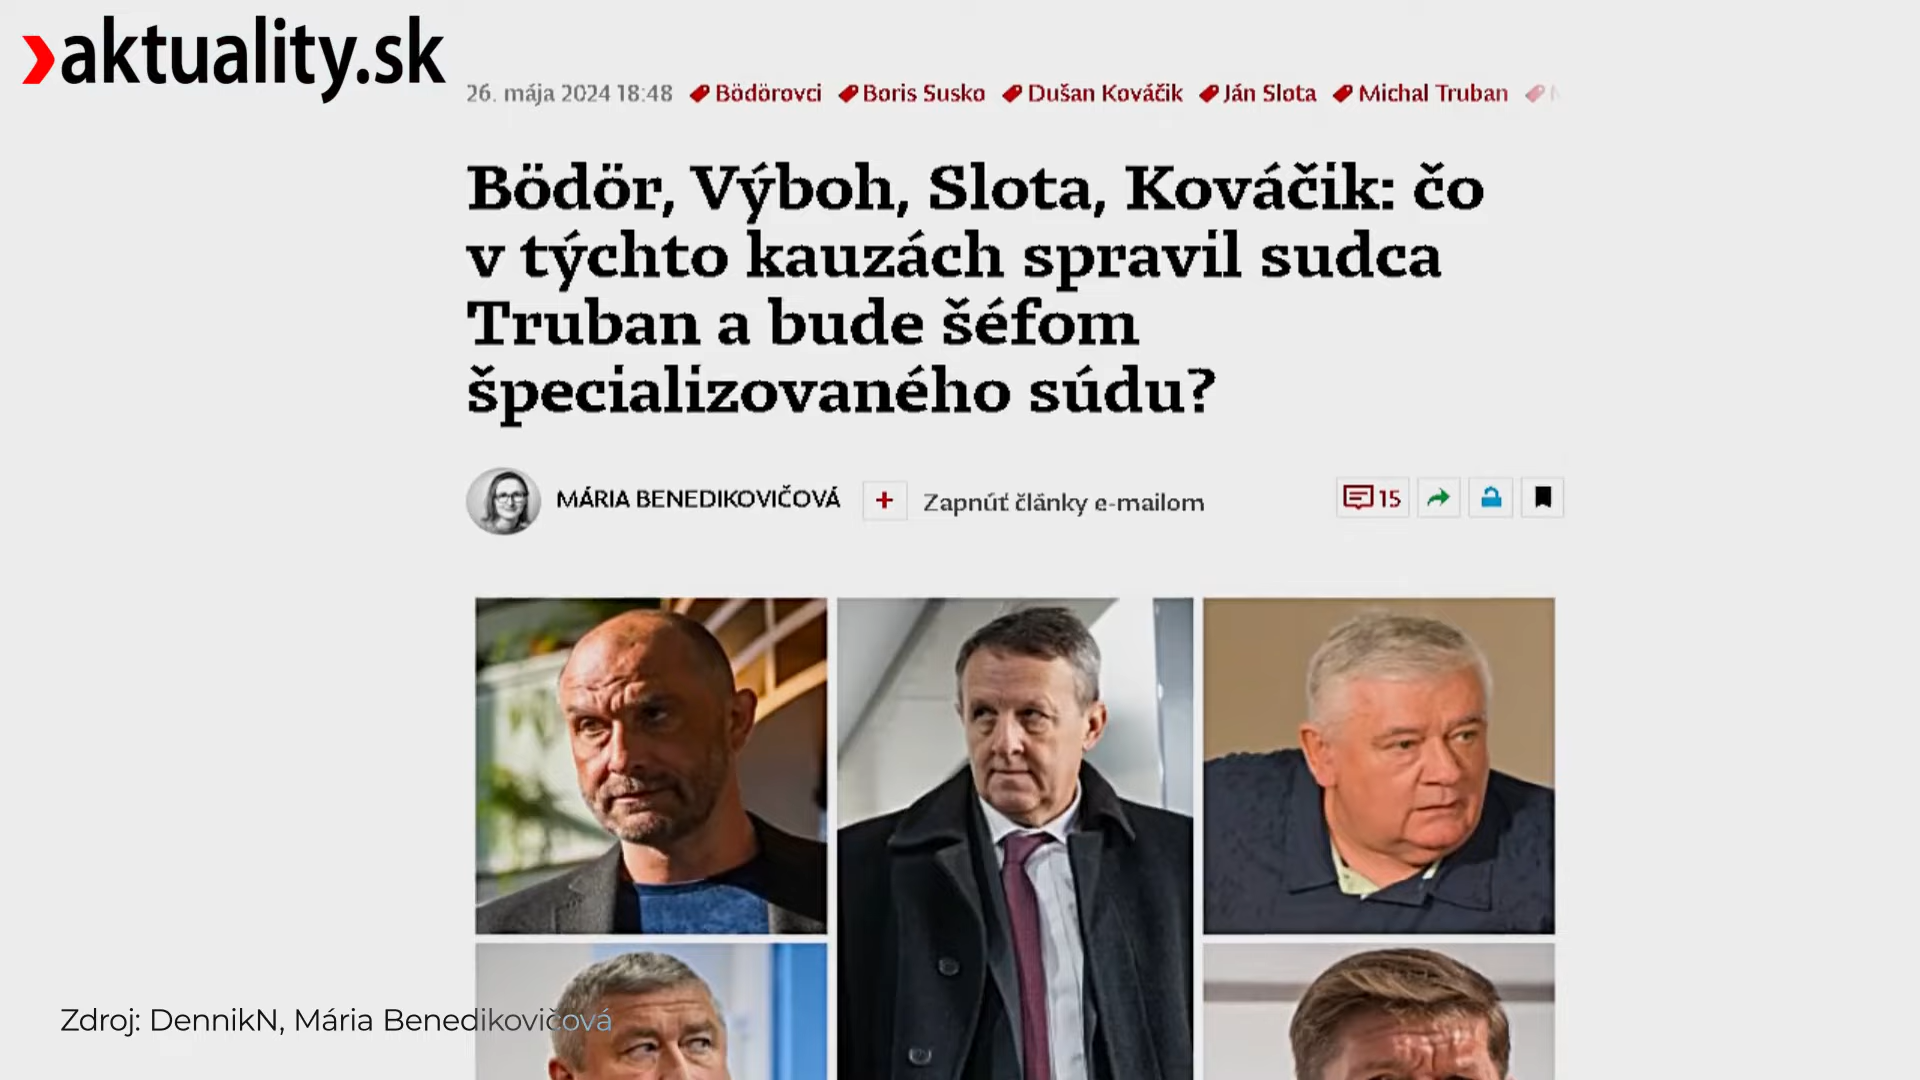 aktuality.sk
26. mája 2024 18:48 Bödörovci Boris Susko Dušan Kováčik Ján Slota Michal Truban
Bödör, Výboh, Slota, Kováčik: čo
v týchto kauzách spravil sudca
Truban a bude šéfom
špecializovaného súdu?
MÁRIA BENEDIKOVIČOVÁ + Zapnúť články e-mailom 15
Zdroj: DennikN, Mária Benedikovičová